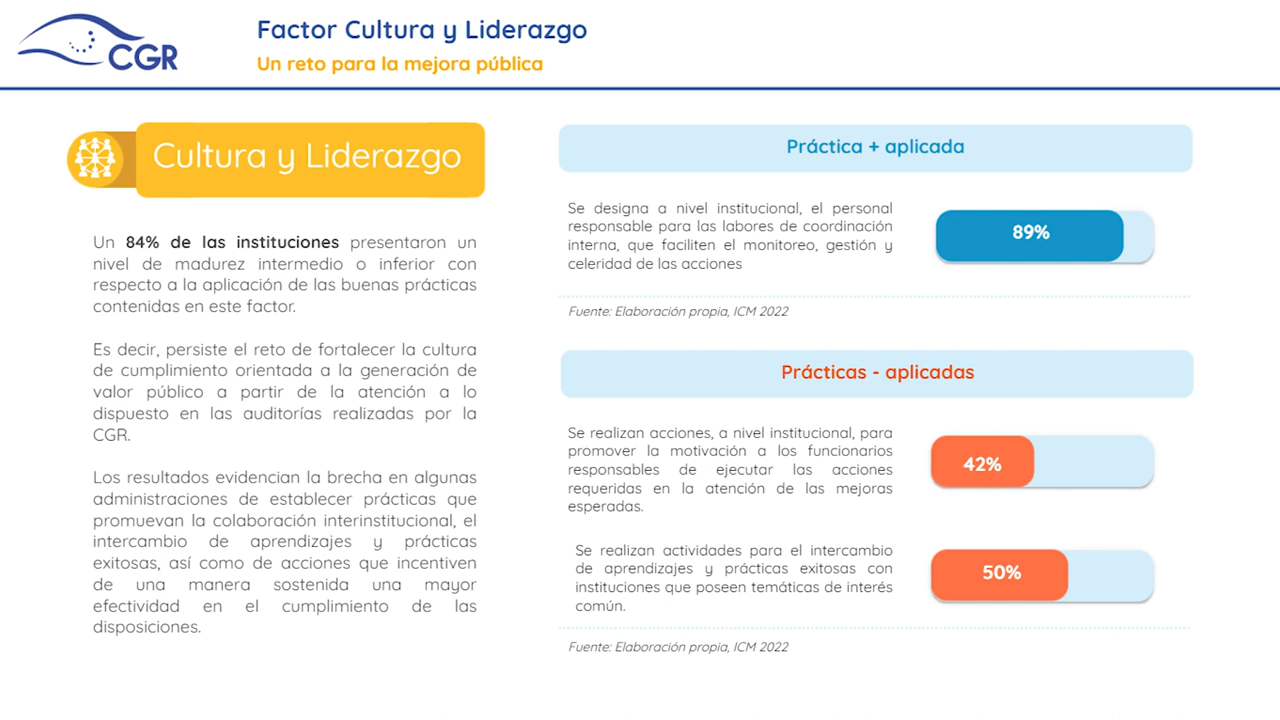 CGR
Factor Cultura y Liderazgo
Un reto para la mejora pública
Cultura y Liderazgo
Un 84% de las instituciones presentaron un
nivel de madurez intermedio o inferior con
respecto a la aplicación de las buenas prácticas
contenidas en este factor.
Es decir, persiste el reto de fortalecer la cultura
de cumplimiento orientada a la generación de
valor público a partir de la atención a lo
dispuesto en las auditorías realizadas por la
CGR.
Los resultados evidencian la brecha en algunas
administraciones de establecer prácticas que
promuevan la colaboración interinstitucional, el
intercambio de aprendizajes y prácticas
exitosas, así como de acciones que incentiven
de una manera sostenida una mayor
efectividad en el cumplimiento de las
disposiciones.
Práctica + aplicada
Se designa a nivel institucional, el personal
responsable para las labores de coordinación
interna, que faciliten el monitoreo, gestión y
celeridad de las acciones
89%
Fuente: Elaboración propia, ICM 2022
Prácticas - aplicadas
Se realizan acciones, a nivel institucional, para
promover la motivación a los funcionarios
responsables de ejecutar las acciones
requeridas en la atención de las mejoras
esperadas.
42%
Se realizan actividades para el intercambio
de aprendizajes y prácticas exitosas con
instituciones que poseen temáticas de interés
común.
50%
Fuente: Elaboración propia, ICM 2022